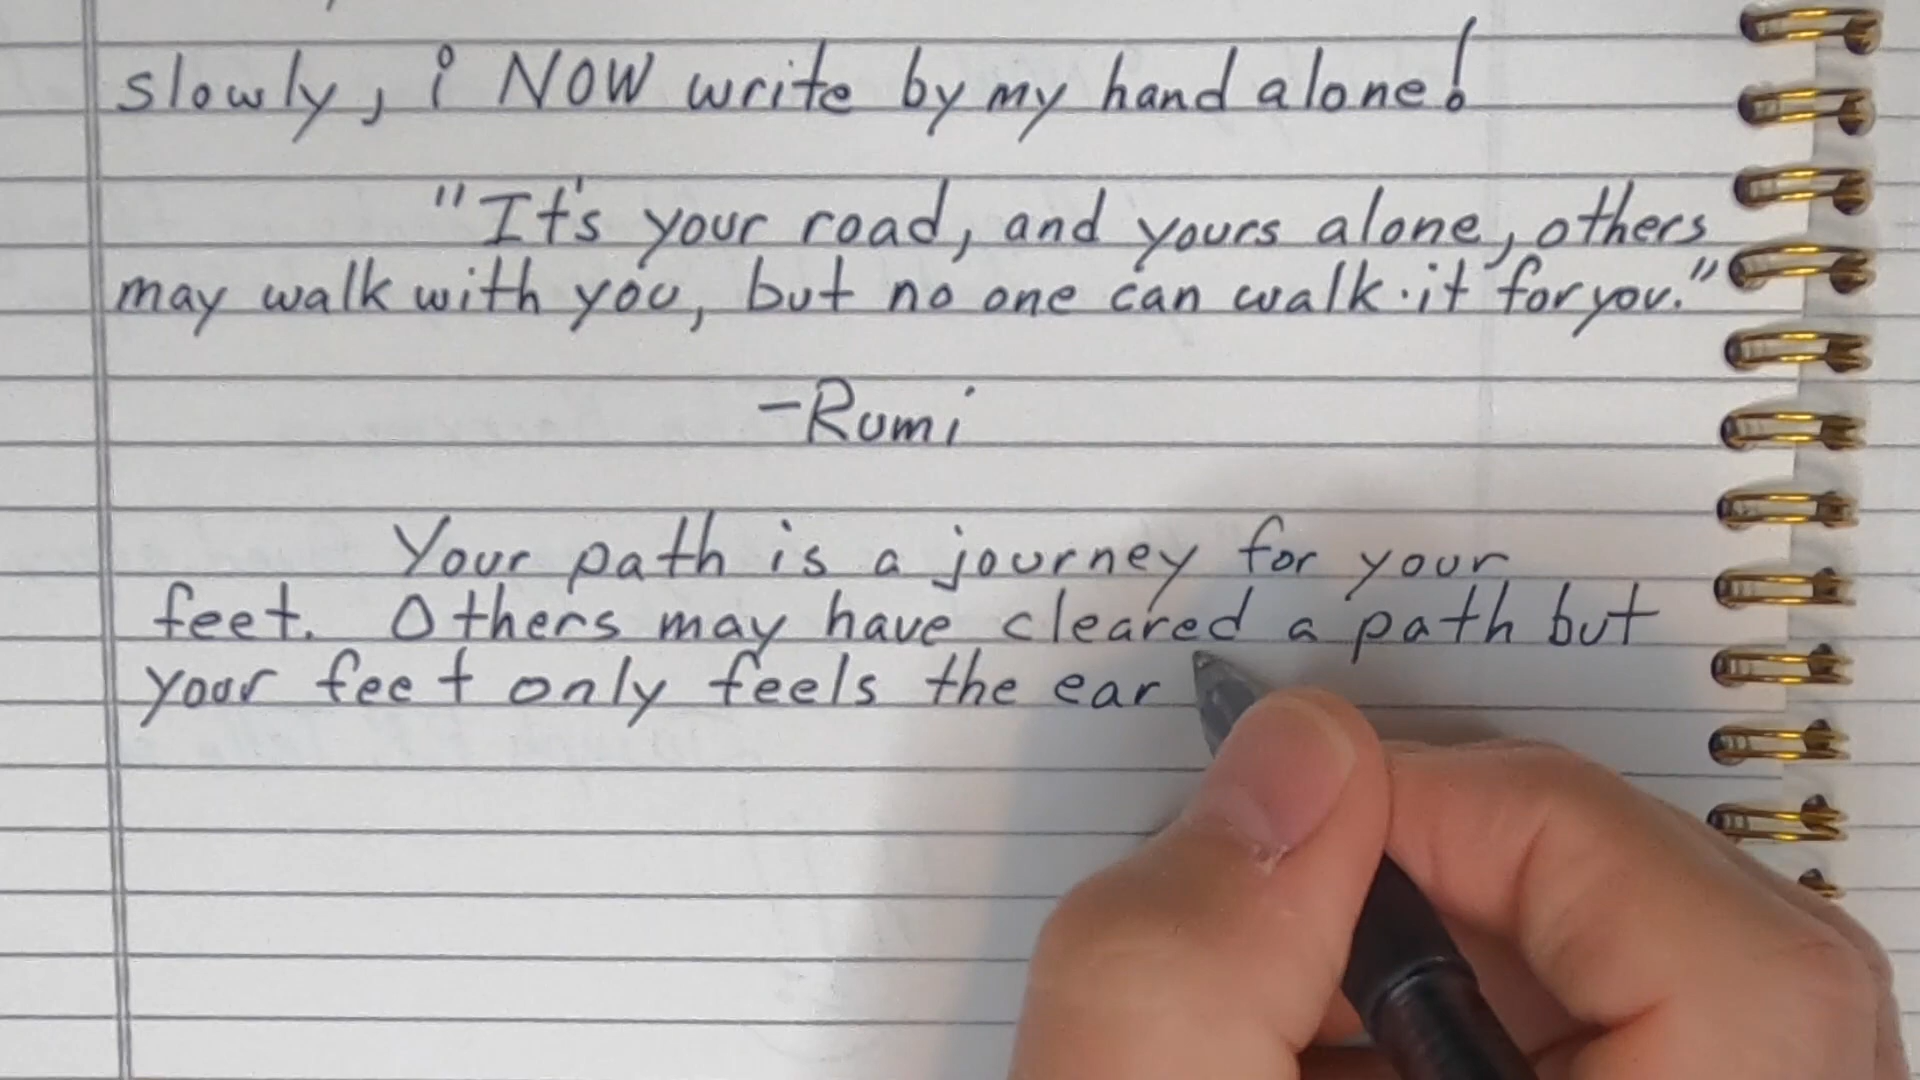 slowly, i NOW write by my hand alone!
"It's your road, and yours alone, others
may walk with you, but no one can walk it for you."
-Rumi
Your path is a journey for your
feet. Others may have cleared a path but
your feet only feels the ear